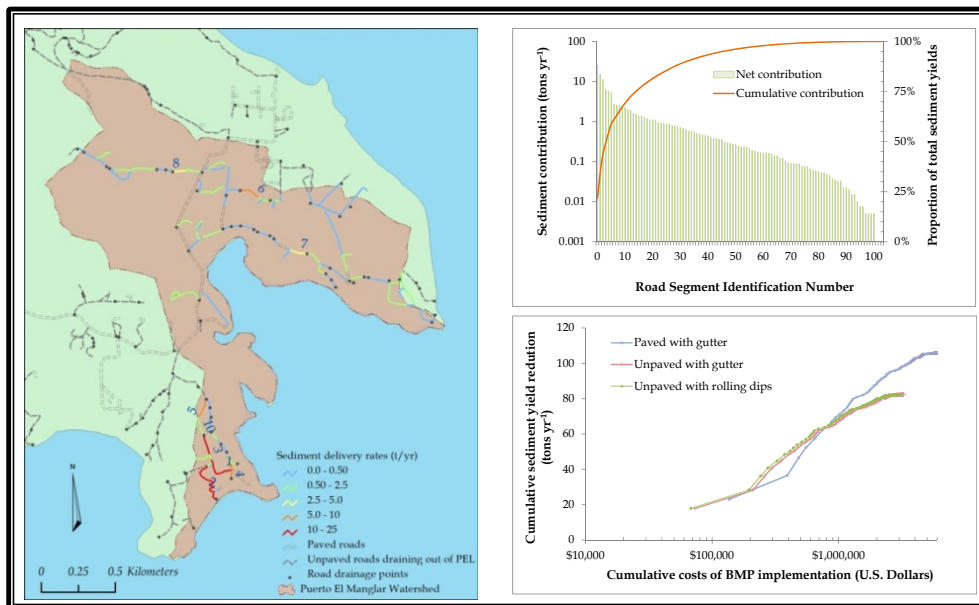 8
6
7
5
10
3
1
4
2
N
Sediment delivery rates (t/yr)
0.0 - 0.50
0.50 - 2.5
2.5 - 5.0
5.0 - 10
10 - 25
Paved roads
Unpaved roads draining out of PEL
Road drainage points
Puerto El Manglar Watershed
0 0.25 0.5 Kilometers
Sediment contribution (tons yr-1)
100
10
1
0.1
0.01
0.001
Net contribution
Cumulative contribution
100%
75%
50%
25%
0%
Proportion of total sediment yields
0 10 20 30 40 50 60 70 80 90 100
Road Segment Identification Number
Cumulative sediment yield redution
(tons yr-1)
120
100
80
60
40
20
0
Paved with gutter
Unpaved with gutter
Unpaved with rolling dips
$10,000 $100,000 $1,000,000
Cumulative costs of BMP implementation (U.S. Dollars)